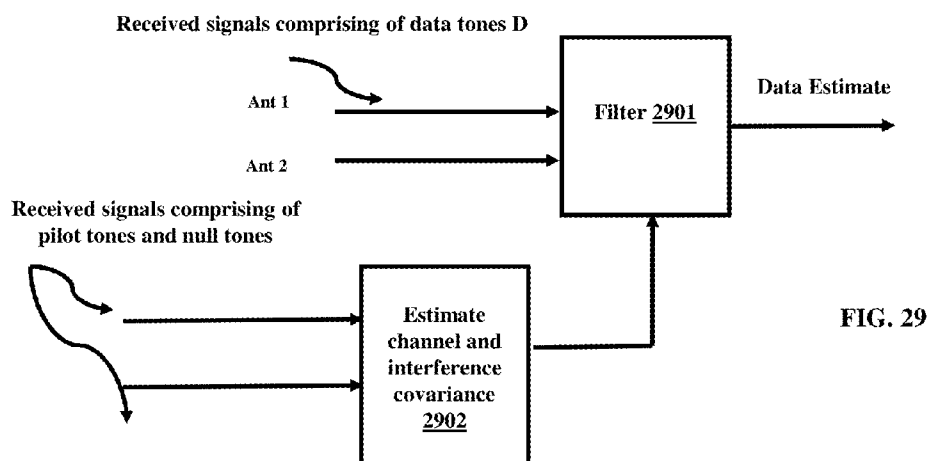 Received signals comprising of data tones D
Ant 1
Ant 2
Filter 2901
Data Estimate
Received signals comprising of
pilot tones and null tones
Estimate
channel and
interference
covariance
2902
FIG. 29